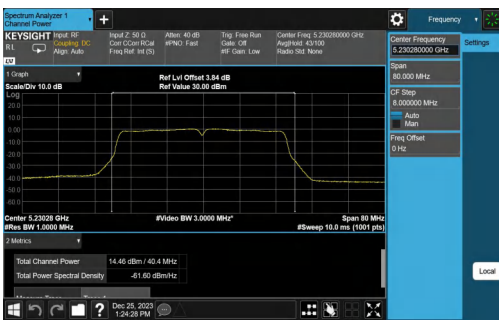 Spectrum Analyzer 1
Channel Power
Frequency
KEYSIGHT
Input: RF
Coupling: DC
Align: Auto
Input Z: 50 Ω
Corr CCorr RCal
Freq Ref: Int (S)
Atten: 40 dB
#PNO: Fast
Trig: Free Run
Gate: Off
#IF Gain: Low
Center Freq: 5.230280000 GHz
Avg|Hold: 43/100
Radio Std: None
R L
1 Graph
Scale/Div 10.0 dB
Ref Lvl Offset 3.84 dB
Ref Value 30.00 dBm
Log
20.0
10.0
0.00
-10.0
-20.0
-30.0
-40.0
-50.0
-60.0
Center 5.23028 GHz
#Res BW 1.0000 MHz
#Video BW 3.0000 MHz*
Span 80 MHz
#Sweep 10.0 ms (1001 pts)
2 Metrics
Total Channel Power 14.46 dBm / 40.4 MHz
Total Power Spectral Density -61.60 dBm/Hz
Dec 25, 2023
1:24:28 PM
Center Frequency
5.230280000 GHz
Span
80.000 MHz
CF Step
8.000000 MHz
Auto
Man
Freq Offset
0 Hz
Settings
Local